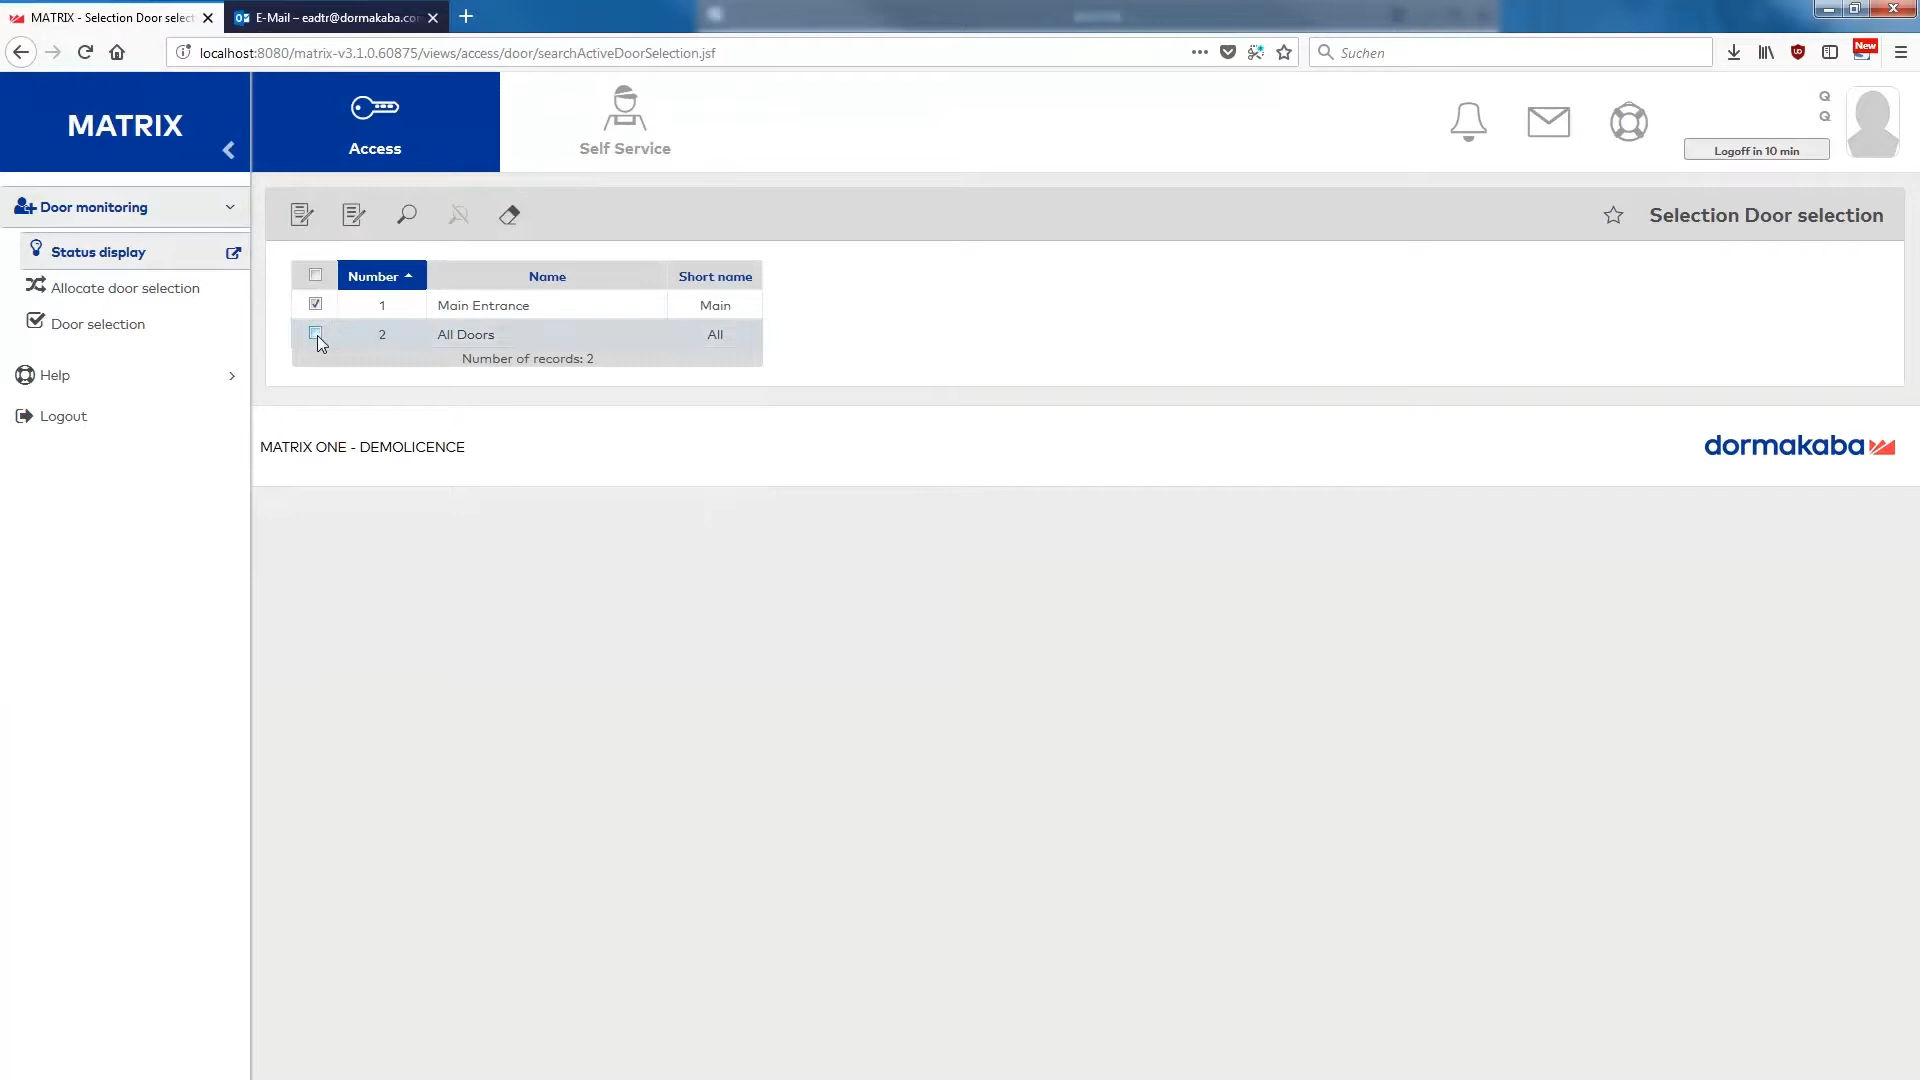 MATRIX - Selection Door select
E-Mail – eadtr@dormakaba.co
localhost:8080/matrix-v3.1.0.60875/views/access/door/searchActiveDoorSelection.jsf
Suchen
New
MATRIX
Access
Self Service
Q
Q
Logoff in 10 min
Door monitoring
Status display
Allocate door selection
Door selection
Help
Logout
Selection Door selection
Number Name Short name
1 Main Entrance Main
2 All Doors All
Number of records: 2
MATRIX ONE - DEMOLICENCE
dormakaba